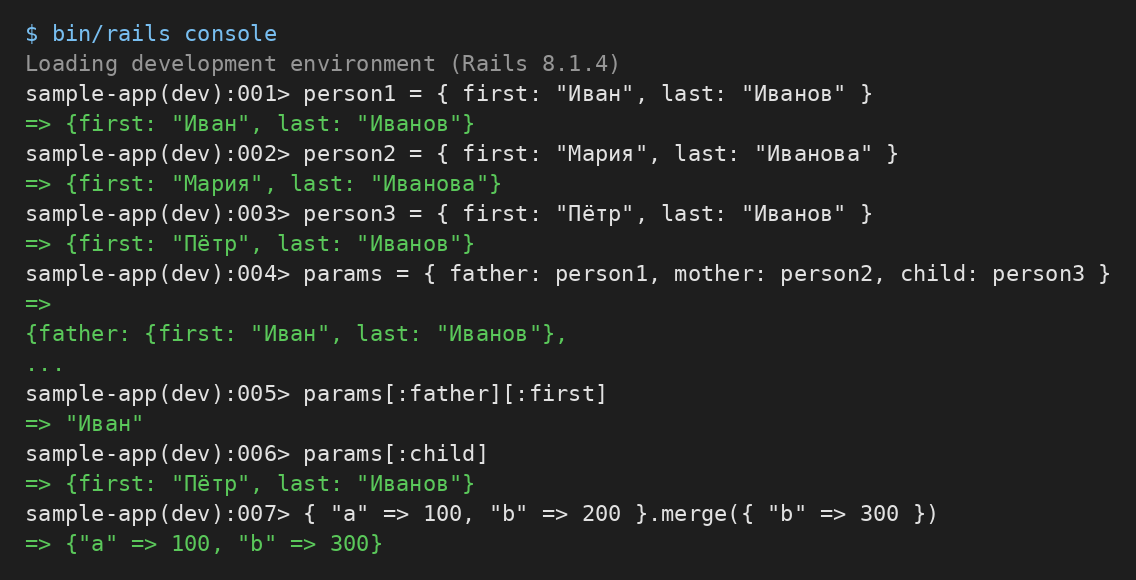 $ bin/rails console
Loading development environment (Rails 8.1.4)
sample-app(dev):001> person1 = { first: "Иван", last: "Иванов" }
=> {first: "Иван", last: "Иванов"}
sample-app(dev):002> person2 = { first: "Мария", last: "Иванова" }
=> {first: "Мария", last: "Иванова"}
sample-app(dev):003> person3 = { first: "Пётр", last: "Иванов" }
=> {first: "Пётр", last: "Иванов"}
sample-app(dev):004> params = { father: person1, mother: person2, child: person3 }
=>
{father: {first: "Иван", last: "Иванов"},
...
sample-app(dev):005> params[:father][:first]
=> "Иван"
sample-app(dev):006> params[:child]
=> {first: "Пётр", last: "Иванов"}
sample-app(dev):007> { "a" => 100, "b" => 200 }.merge({ "b" => 300 })
=> {"a" => 100, "b" => 300}